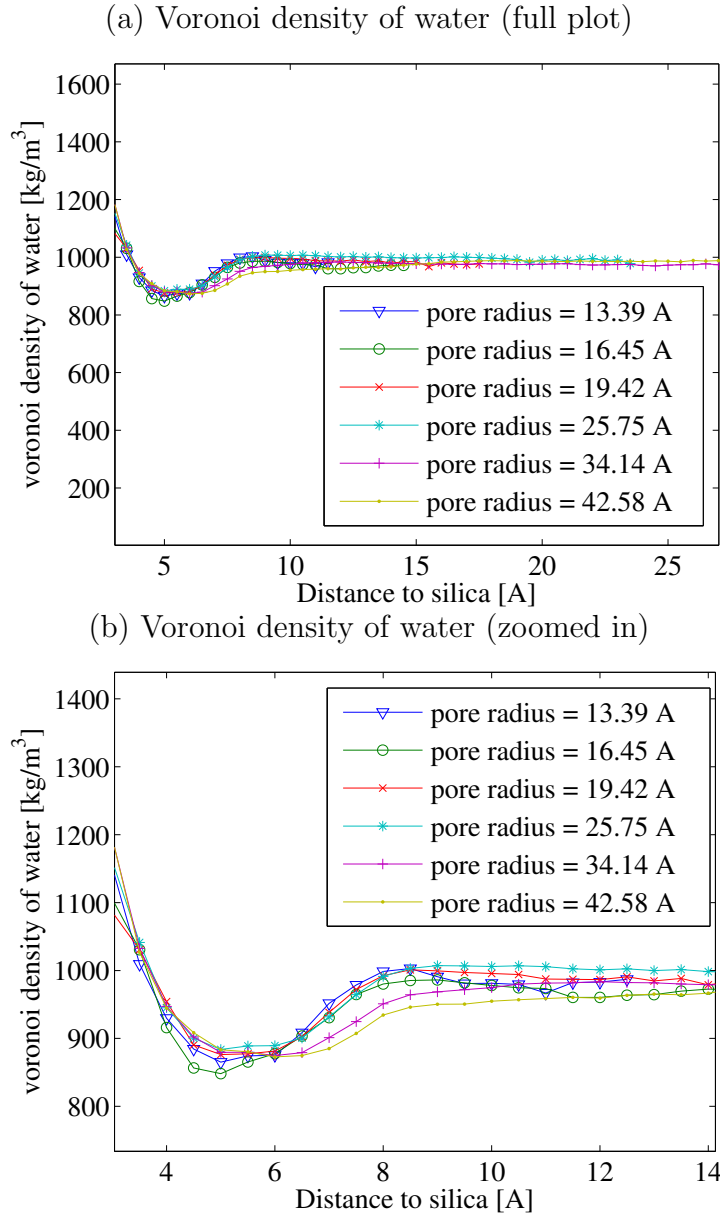 (a) Voronoi density of water (full plot)
voronoi density of water [kg/m³]
1600
1400
1200
1000
800
600
400
200
pore radius = 13.39 A
pore radius = 16.45 A
pore radius = 19.42 A
pore radius = 25.75 A
pore radius = 34.14 A
pore radius = 42.58 A
5 10 15 20 25
Distance to silica [A]
(b) Voronoi density of water (zoomed in)
voronoi density of water [kg/m³]
1400
1300
1200
1100
1000
900
800
pore radius = 13.39 A
pore radius = 16.45 A
pore radius = 19.42 A
pore radius = 25.75 A
pore radius = 34.14 A
pore radius = 42.58 A
4 6 8 10 12 14
Distance to silica [A]